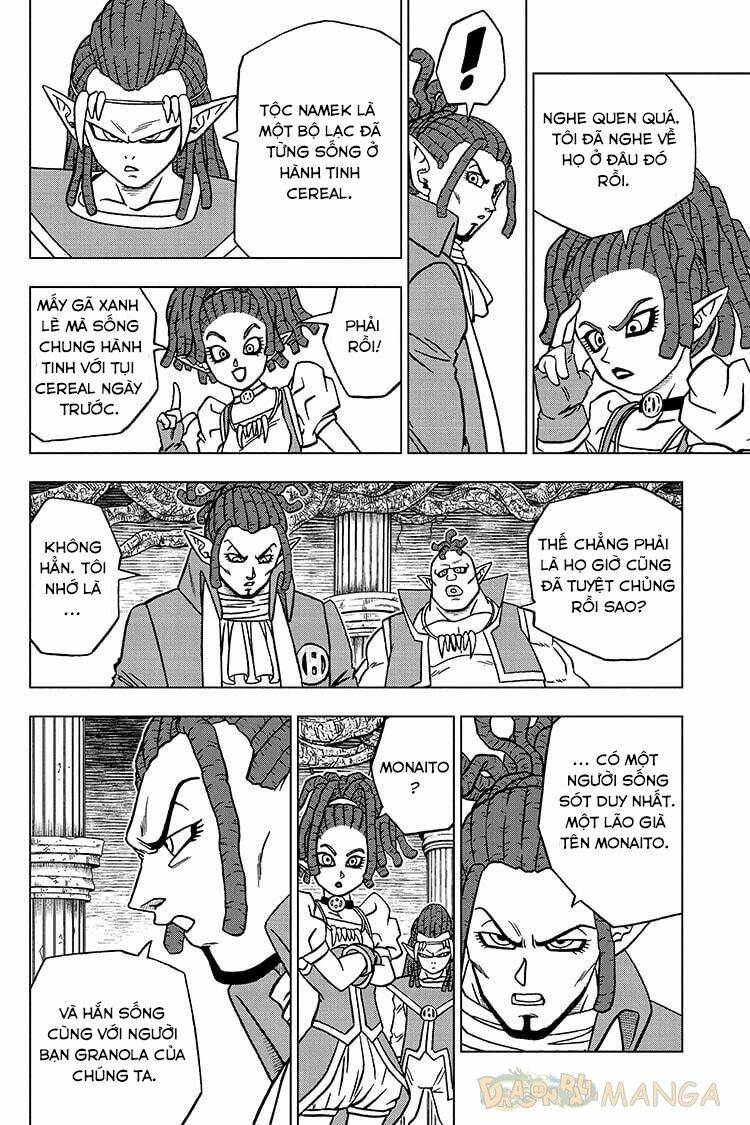 NGHE QUEN QUÁ.
TÔI ĐÃ NGHE VỀ
HỌ Ở ĐÂU ĐÓ
RỒI.
!
TỘC NAMEK LÀ
MỘT BỘ LẠC ĐÃ
TỪNG SỐNG Ở
HÀNH TINH
CEREAL.
PHẢI
RỒI!
MẤY GÃ XANH
LÈ MÀ SỐNG
CHUNG HÀNH
TINH VỚI TỤI
CEREAL NGÀY
TRƯỚC.
THẾ CHẲNG PHẢI
LÀ HỌ GIỜ CŨNG
ĐÃ TUYỆT CHỦNG
RỒI SAO?
KHÔNG
HẲN. TÔI
NHỚ LÀ
...
... CÓ MỘT
NGƯỜI SỐNG
SÓT DUY NHẤT.
MỘT LÃO GIÀ
TÊN MONAITO.
MONAITO
?
VÀ HẮN SỐNG
CÙNG VỚI NGƯỜI
BẠN GRANOLA CỦA
CHÚNG TA.
DRAGON BALL MANGA